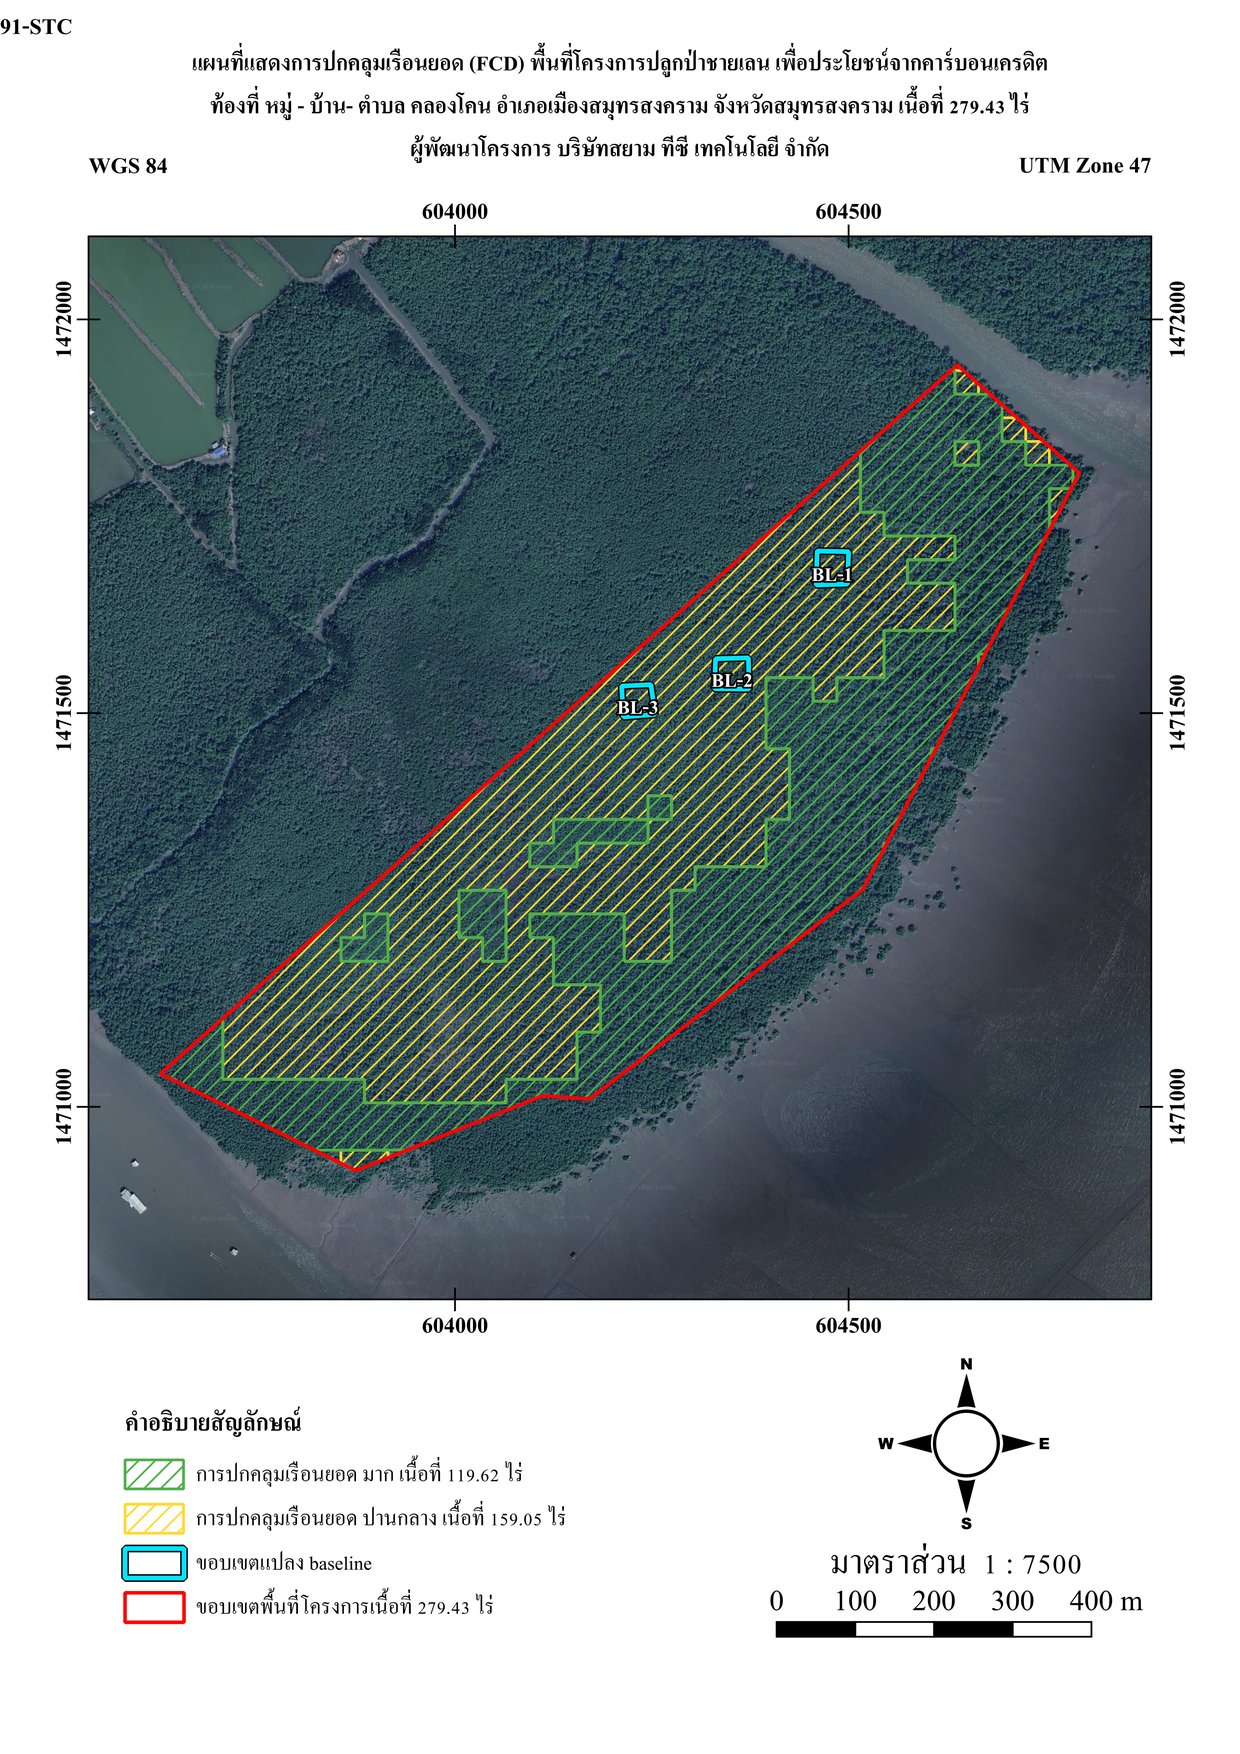 91-STC
แผนที่แสดงการปกคลุมเรือนยอด (FCD) พื้นที่โครงการปลูกป่าชายเลน เพื่อประโยชน์จากคาร์บอนเครดิต
ท้องที่ หมู่ - บ้าน- ตำบล คลองโคน อำเภอเมืองสมุทรสงคราม จังหวัดสมุทรสงคราม เนื้อที่ 279.43 ไร่
ผู้พัฒนาโครงการ บริษัทสยาม ทีซี เทคโนโลยี จำกัด
WGS 84
UTM Zone 47
604000
604500
1472000
1472000
BL-1
BL-2
BL-3
1471500
1471500
1471000
1471000
604000
604500
N
W
E
S
คำอธิบายสัญลักษณ์
การปกคลุมเรือนยอด มาก เนื้อที่ 119.62 ไร่
การปกคลุมเรือนยอด ปานกลาง เนื้อที่ 159.05 ไร่
ขอบเขตแปลง baseline
ขอบเขตพื้นที่โครงการเนื้อที่ 279.43 ไร่
มาตราส่วน 1 : 7500
0 100 200 300 400 m